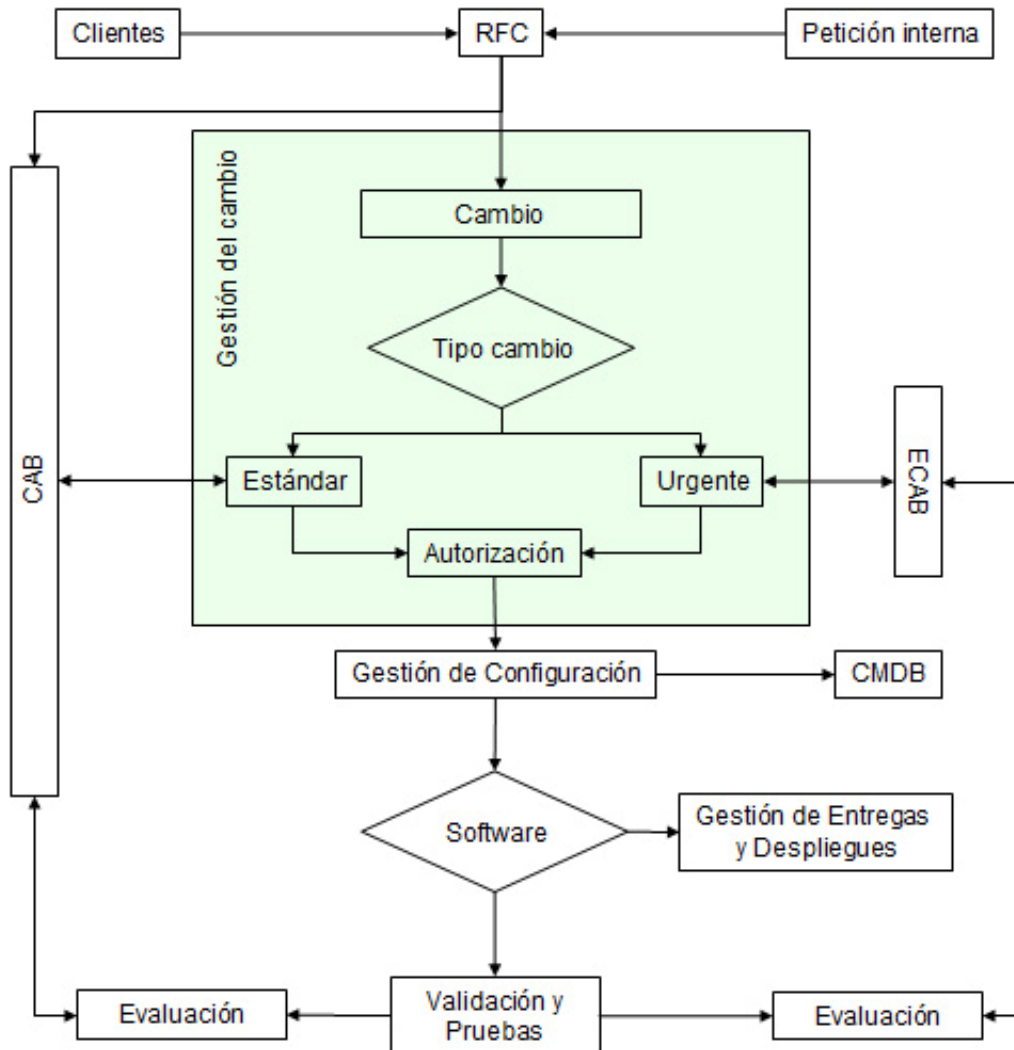 Clientes
RFC
Petición interna
Gestión del cambio
Cambio
Tipo cambio
CAB
Estándar
Urgente
ECAB
Autorización
Gestión de Configuración
CMDB
Software
Gestión de Entregas
y Despliegues
Evaluación
Validación y
Pruebas
Evaluación